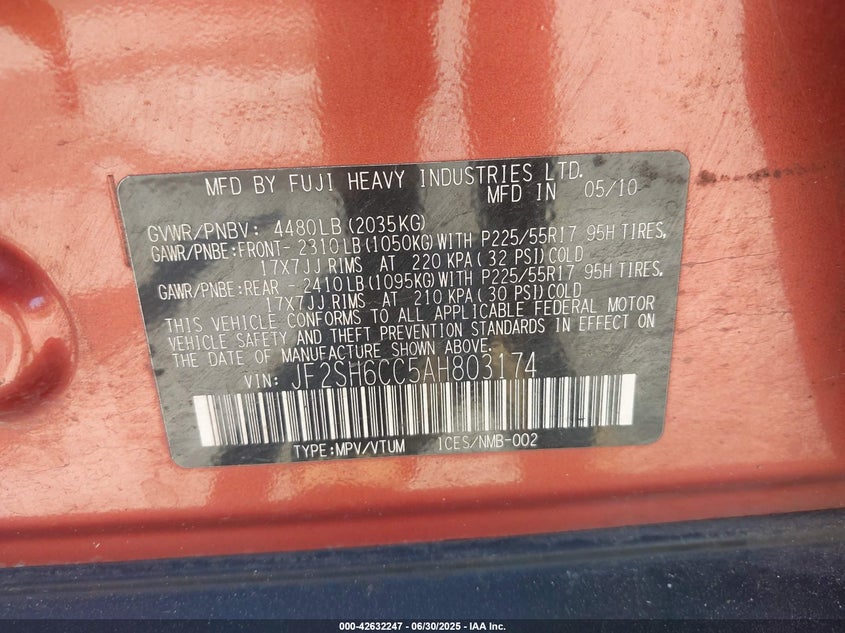 MFD BY FUJI HEAVY INDUSTRIES LTD.
MFD IN 05/10
GVWR/PNBV: 4480LB(2035KG)
GAWR/PNBE:FRONT- 2310LB(1050KG)WITH P225/55R17 95H TIRES,
17X7JJ RIMS AT 220 KPA(32 PSI)COLD
GAWR/PNBE:REAR - 2410LB(1095KG)WITH P225/55R17 95H TIRES,
17X7JJ RIMS AT 210 KPA(30 PSI)COLD
THIS VEHICLE CONFORMS TO ALL APPLICABLE FEDERAL MOTOR
VEHICLE SAFETY AND THEFT PREVENTION STANDARDS IN EFFECT ON
THE DATE OF MANUFACTURE SHOWN ABOVE.
VIN: JF2SH6CC5AH803174
TYPE:MPV/VTUM 1CES/NMB-002
000-42632247 - 06/30/2025 - IAA Inc.